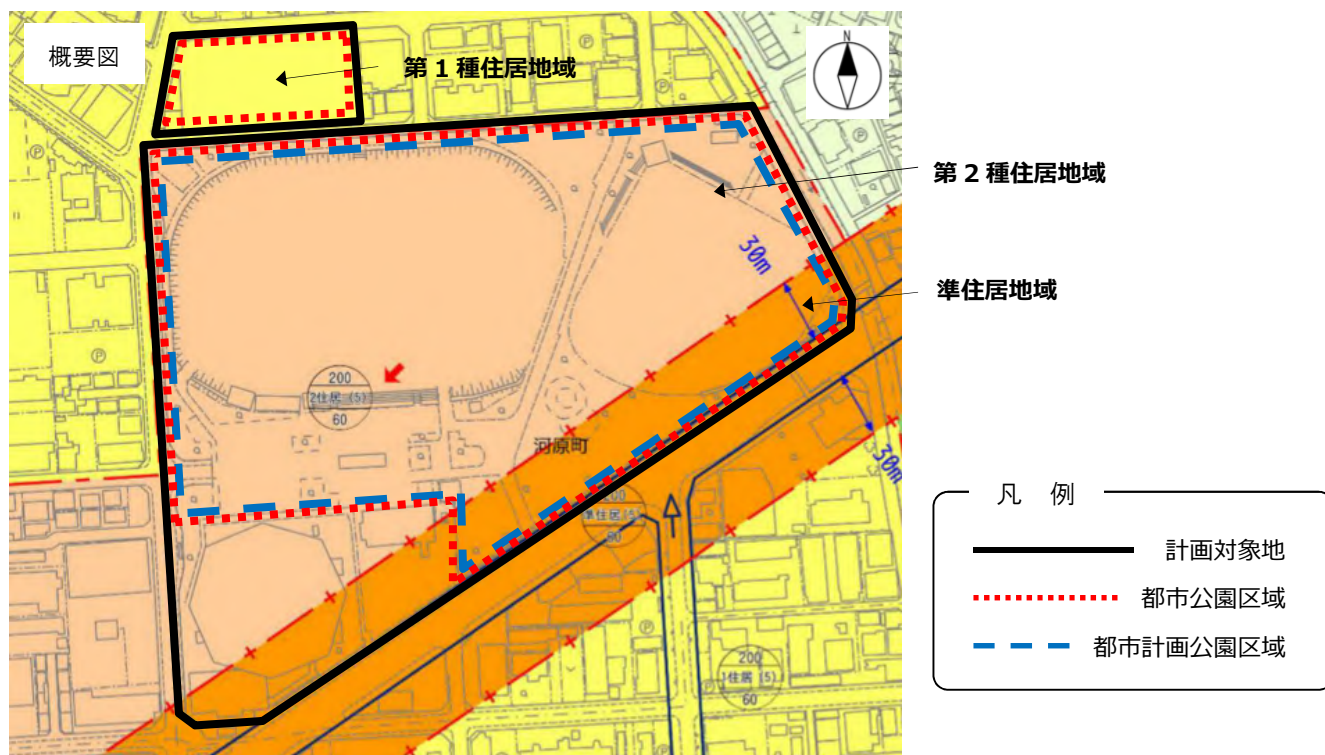 概要図
第1種住居地域
N
第2種住居地域
30m
準住居地域
200
2住居(5)
60
河原町
30m
200
準住居(5)
60
200
1住居(5)
60
凡 例
計画対象地
都市公園区域
都市計画公園区域